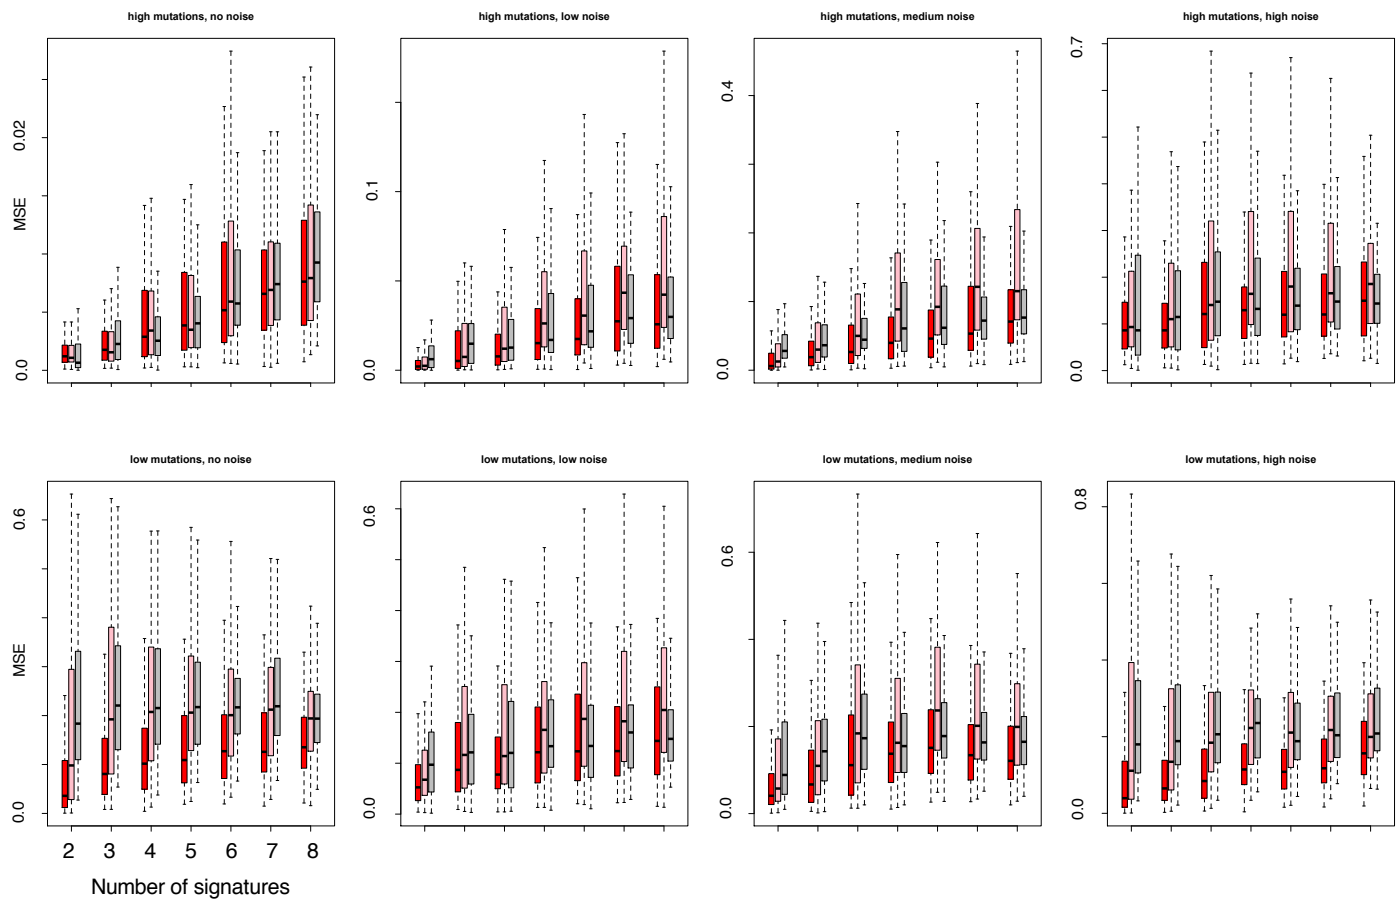 high mutations, no noise
high mutations, low noise
high mutations, medium noise
high mutations, high noise
MSE
0.0
0.02
0.0
0.1
0.0
0.4
0.0
0.7
low mutations, no noise
low mutations, low noise
low mutations, medium noise
low mutations, high noise
MSE
0.0
0.6
0.0
0.6
0.0
0.6
0.0
0.8
2 3 4 5 6 7 8
Number of signatures